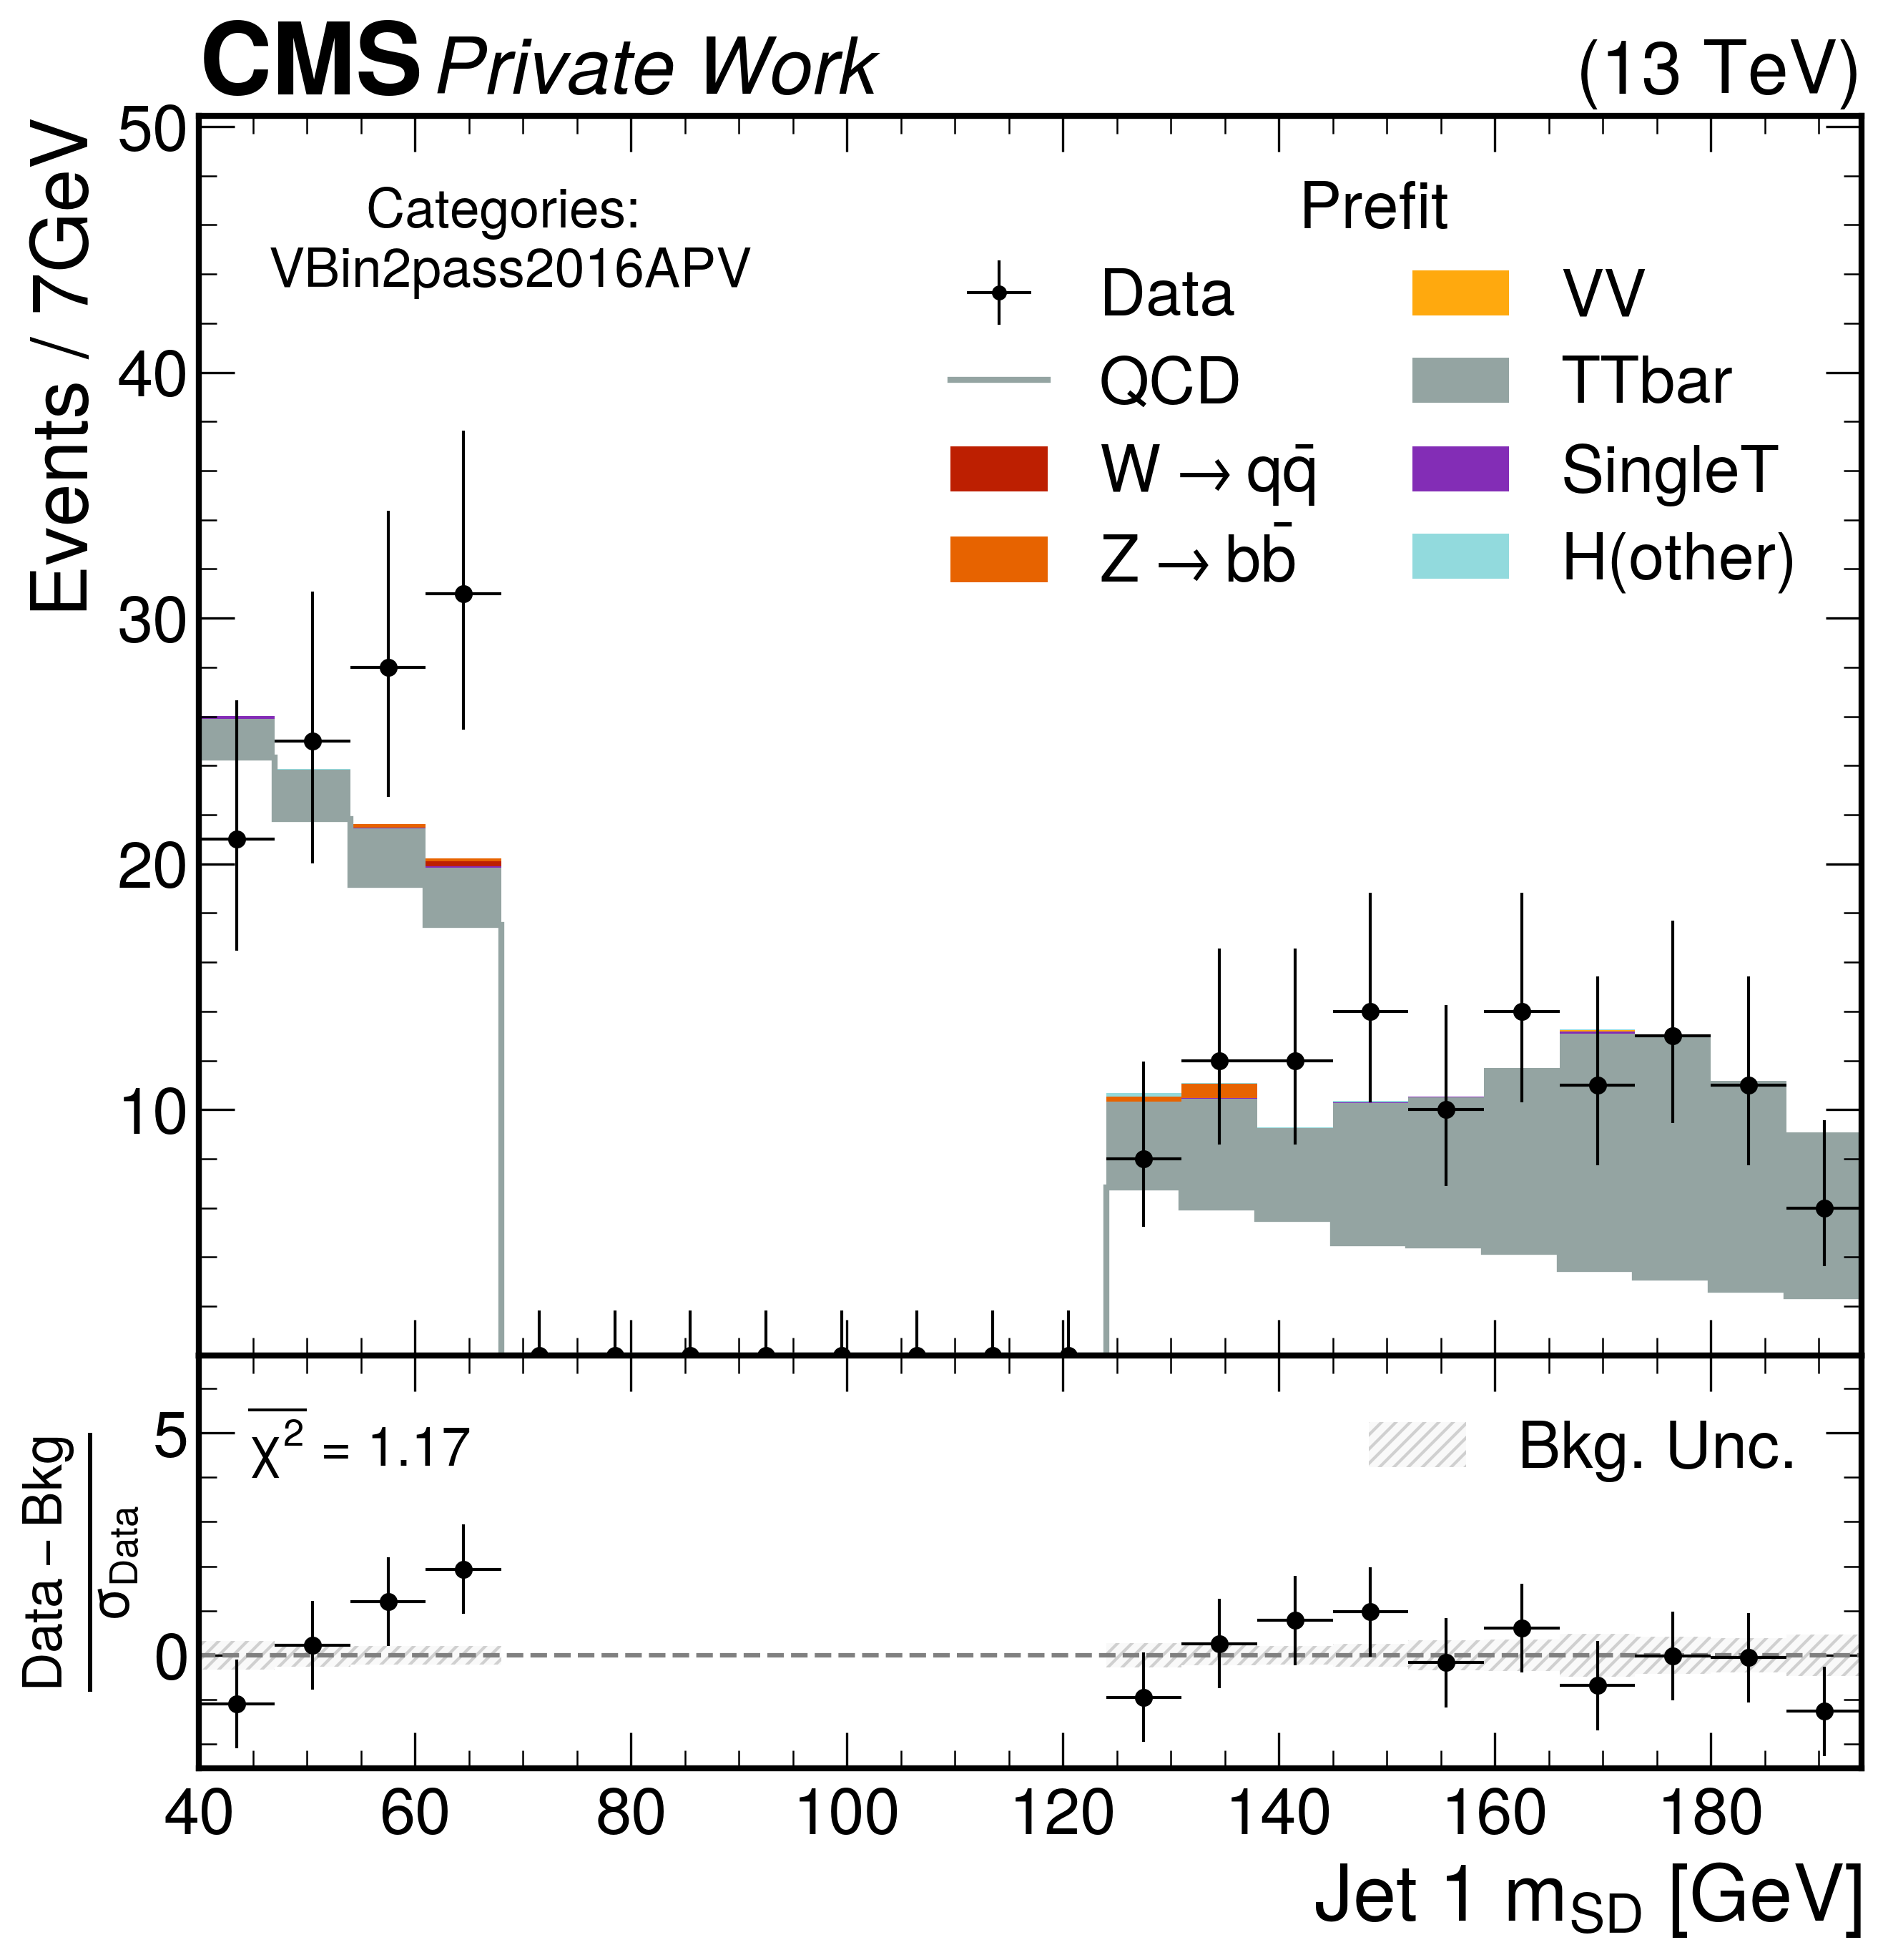 CMS Private Work (13 TeV)
Events / 7GeV
50
40
30
20
10
Categories:
VBin2pass2016APV
Prefit
Data
QCD
W → qq̄
Z → bb̄
VV
TTbar
SingleT
H(other)
Data − Bkg
σData
5
0
χ² = 1.17
Bkg. Unc.
40 60 80 100 120 140 160 180
Jet 1 mSD [GeV]